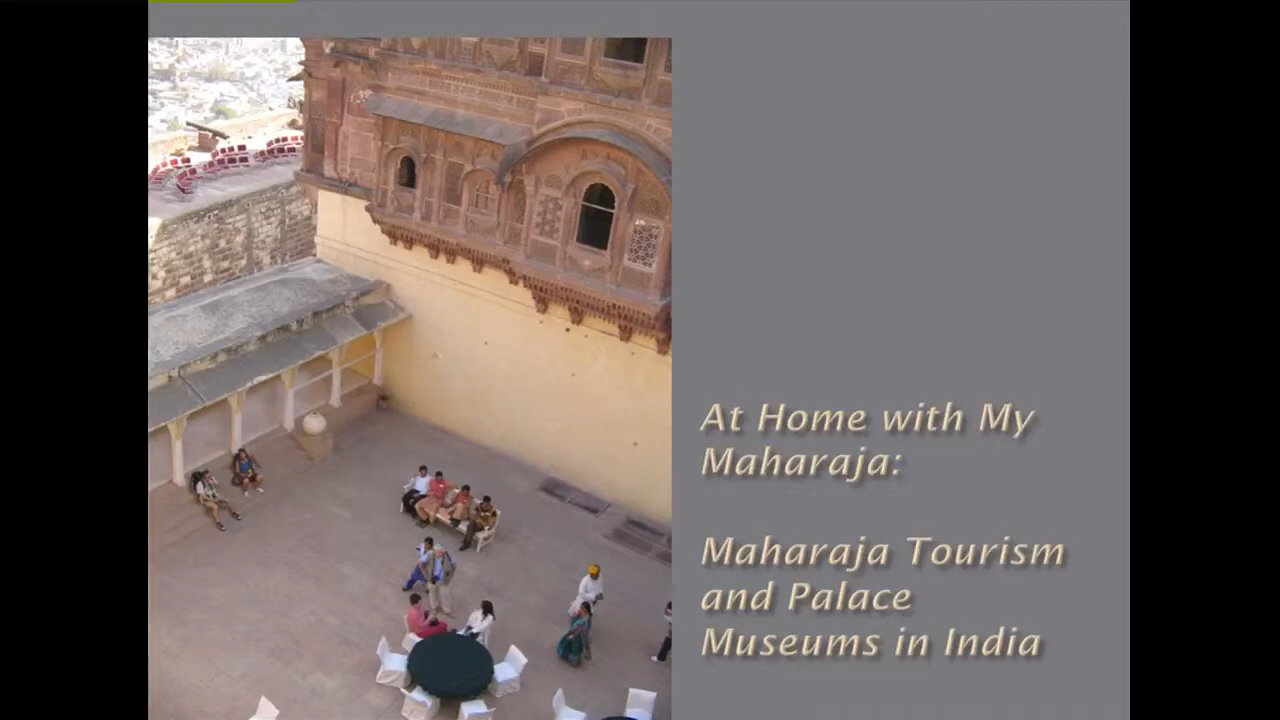 At Home with My
Maharaja:
Maharaja Tourism
and Palace
Museums in India